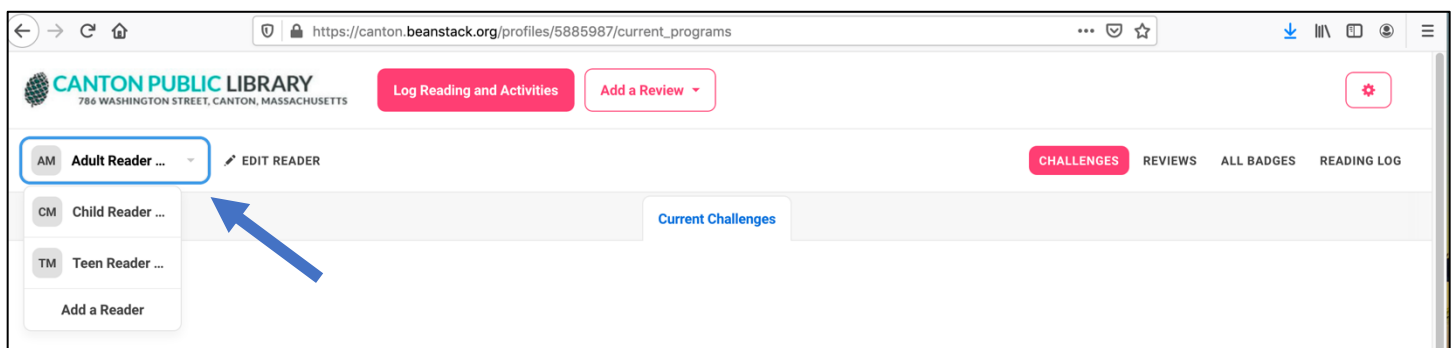 https://canton.beanstack.org/profiles/5885987/current_programs
CANTON PUBLIC LIBRARY
786 WASHINGTON STREET, CANTON, MASSACHUSETTS
Log Reading and Activities
Add a Review
AM Adult Reader ...
EDIT READER
CHALLENGES REVIEWS ALL BADGES READING LOG
CM Child Reader ...
Current Challenges
TM Teen Reader ...
Add a Reader